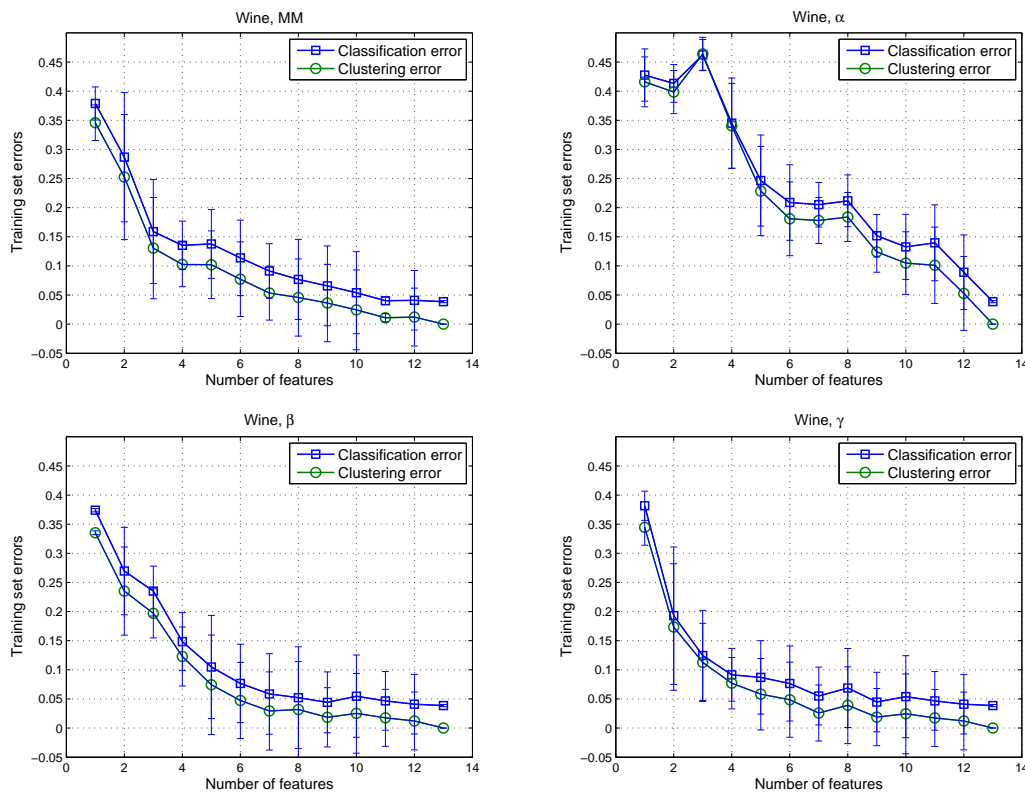 Wine, MM
Classification error
Clustering error
Training set errors
0.45
0.4
0.35
0.3
0.25
0.2
0.15
0.1
0.05
0
−0.05
0 2 4 6 8 10 12 14
Number of features
Wine, α
Classification error
Clustering error
Training set errors
0.45
0.4
0.35
0.3
0.25
0.2
0.15
0.1
0.05
0
−0.05
0 2 4 6 8 10 12 14
Number of features
Wine, β
Classification error
Clustering error
Training set errors
0.45
0.4
0.35
0.3
0.25
0.2
0.15
0.1
0.05
0
−0.05
0 2 4 6 8 10 12 14
Number of features
Wine, γ
Classification error
Clustering error
Training set errors
0.45
0.4
0.35
0.3
0.25
0.2
0.15
0.1
0.05
0
−0.05
0 2 4 6 8 10 12 14
Number of features